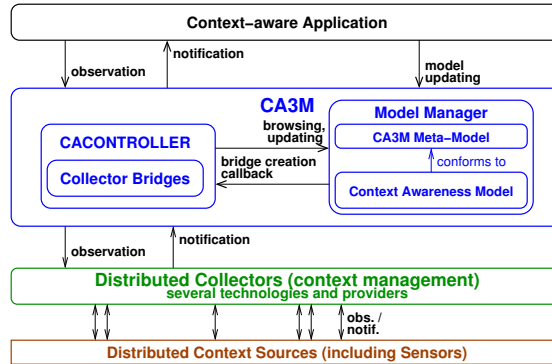 Context-aware Application
observation
notification
model
updating
CA3M
Model Manager
CACONTROLLER
browsing,
updating
CA3M Meta-Model
bridge creation
callback
conforms to
Collector Bridges
Context Awareness Model
observation
notification
Distributed Collectors (context management)
several technologies and providers
obs. /
notif.
Distributed Context Sources (including Sensors)